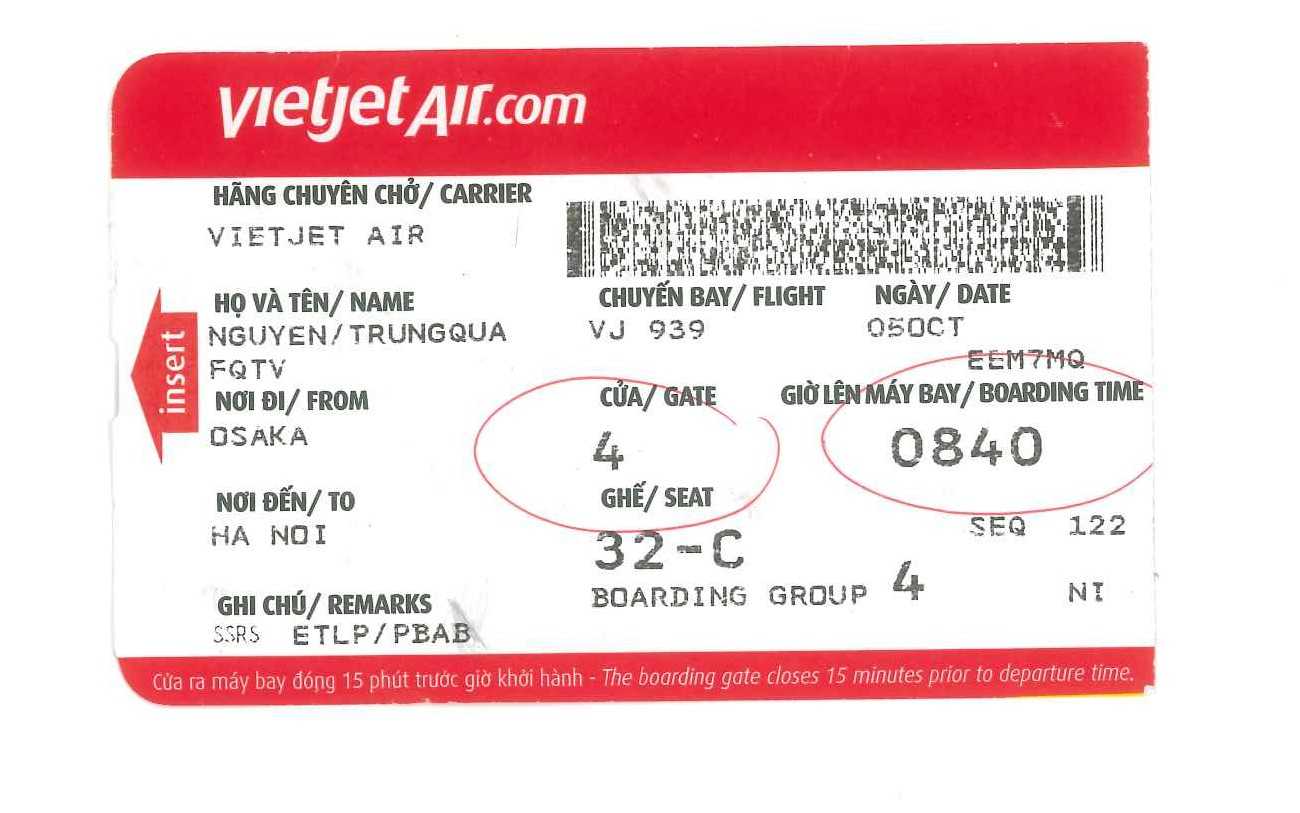 vietjetAir.com
HÃNG CHUYÊN CHỞ/ CARRIER
VIETJET AIR
HỌ VÀ TÊN/ NAME
CHUYẾN BAY/ FLIGHT
NGÀY/ DATE
NGUYEN/TRUNGQUA
VJ 939
05OCT
FQTV
EEM7MQ
insert
NƠI ĐI/ FROM
CỬA/ GATE
GIỜ LÊN MÁY BAY/ BOARDING TIME
OSAKA
4
0840
NƠI ĐẾN/ TO
GHẾ/ SEAT
HA NOI
32-C
SEQ 122
BOARDING GROUP 4
NI
GHI CHÚ/ REMARKS
SSRS ETLP/PBAB
Cửa ra máy bay đóng 15 phút trước giờ khởi hành - The boarding gate closes 15 minutes prior to departure time.